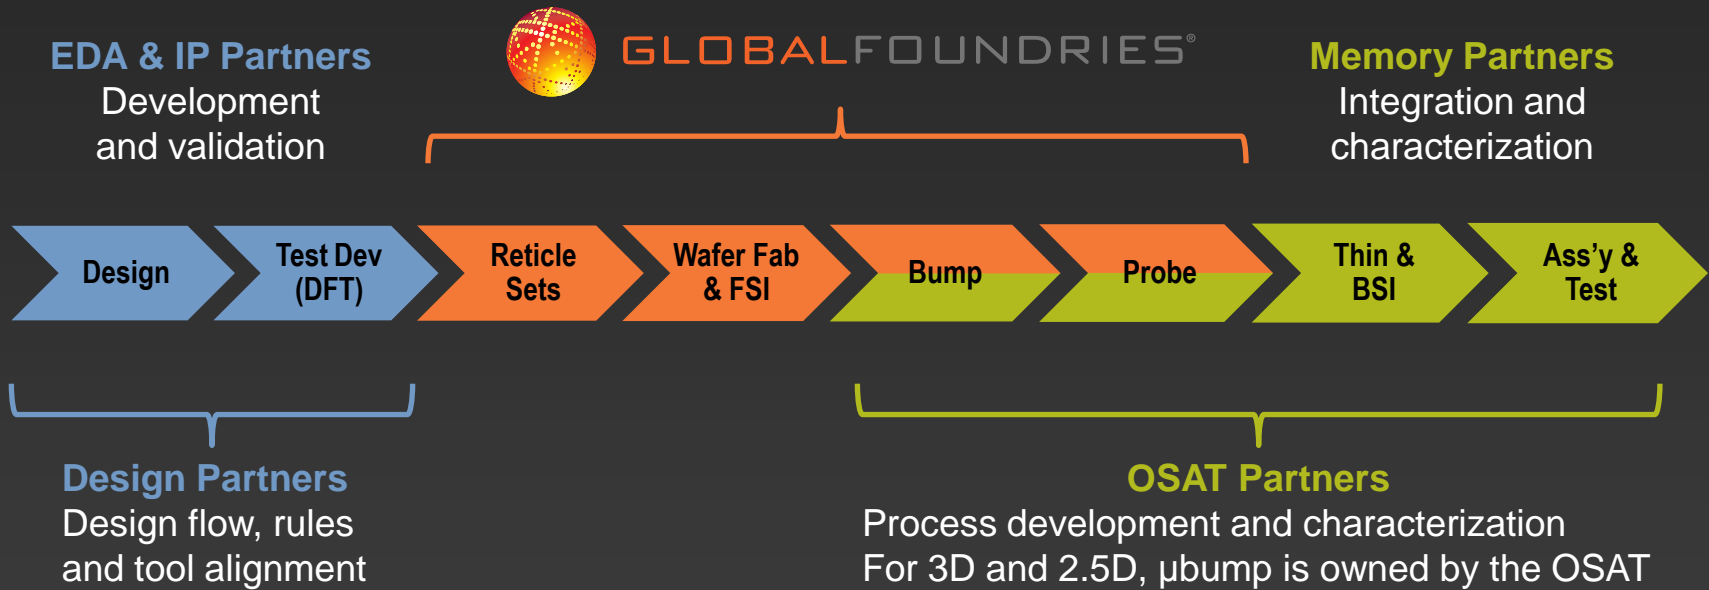 EDA & IP Partners
Development
and validation
GLOBALFOUNDRIES®
Memory Partners
Integration and
characterization
Design
Test Dev
(DFT)
Reticle
Sets
Wafer Fab
& FSI
Bump
Probe
Thin &
BSI
Ass’y &
Test
Design Partners
Design flow, rules
and tool alignment
OSAT Partners
Process development and characterization
For 3D and 2.5D, µbump is owned by the OSAT